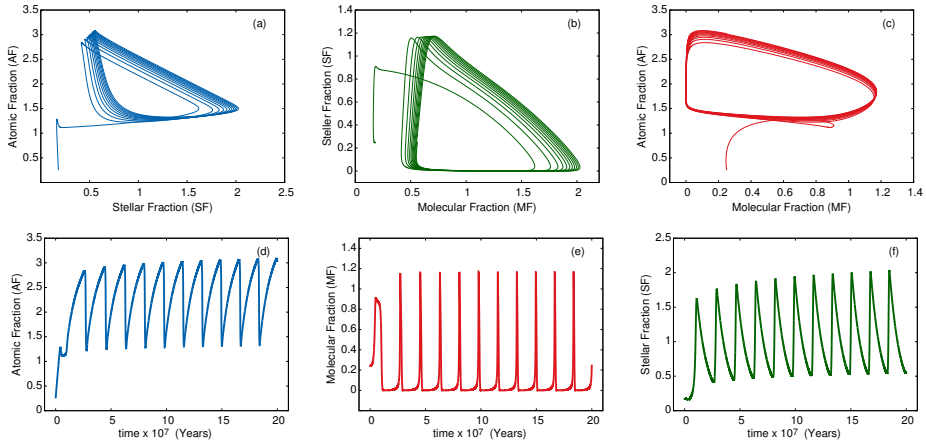 (a)
Atomic Fraction (AF)
3.5
3
2.5
2
1.5
1
0.5
0.5 1 1.5 2 2.5
Stellar Fraction (SF)
(b)
Steller Fraction (SF)
1.4
1.2
1
0.8
0.6
0.4
0.2
0
0 0.5 1 1.5 2
Molecular Fraction (MF)
(c)
Atomic Fraction (AF)
3.5
3
2.5
2
1.5
1
0.5
0 0.2 0.4 0.6 0.8 1 1.2 1.4
Molecular Fraction (MF)
(d)
Atomic Fraction (AF)
3.5
3
2.5
2
1.5
1
0.5
0
0 5 10 15 20
time x 10⁷ (Years)
(e)
Molecular Fraction (MF)
1.4
1.2
1
0.8
0.6
0.4
0.2
0
0 5 10 15 20
time x 10⁷ (Years)
(f)
Stellar Fraction (SF)
2.5
2
1.5
1
0.5
0
0 5 10 15 20
time x 10⁷ (Years)